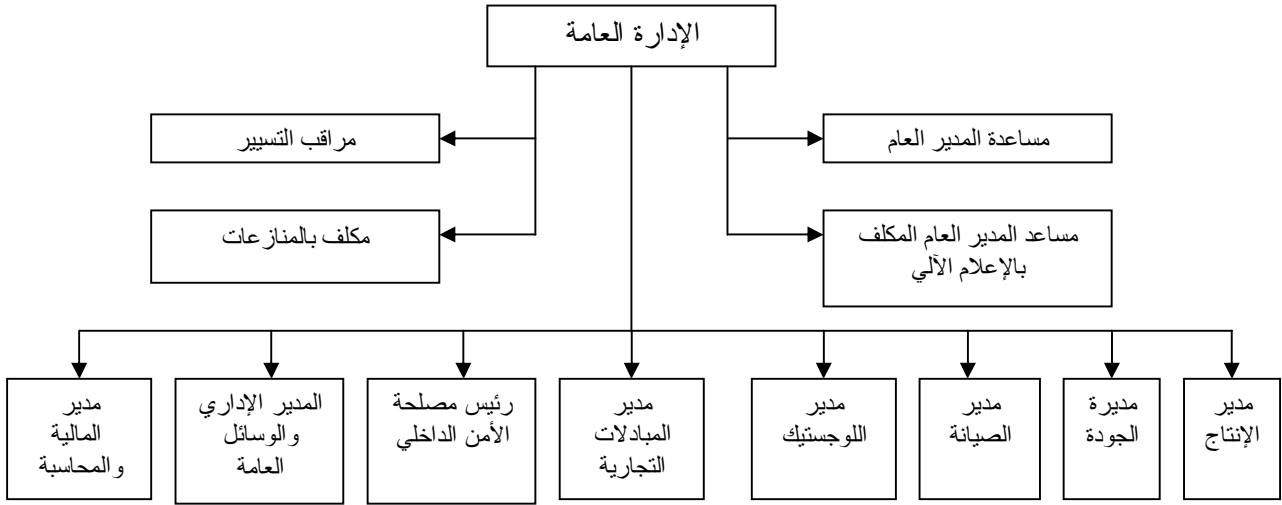 الإدارة العامة
مساعدة المدير العام
مراقب التسيير
مساعد المدير العام المكلف
بالإعلام الآلي
مكلف بالمنازعات
مدير
الإنتاج
مديرة
الجودة
مدير
الصيانة
مدير
اللوجستيك
مدير
المبادلات
التجارية
رئيس مصلحة
الأمن الداخلي
المدير الإداري
والوسائل
العامة
مدير
المالية
والمحاسبة